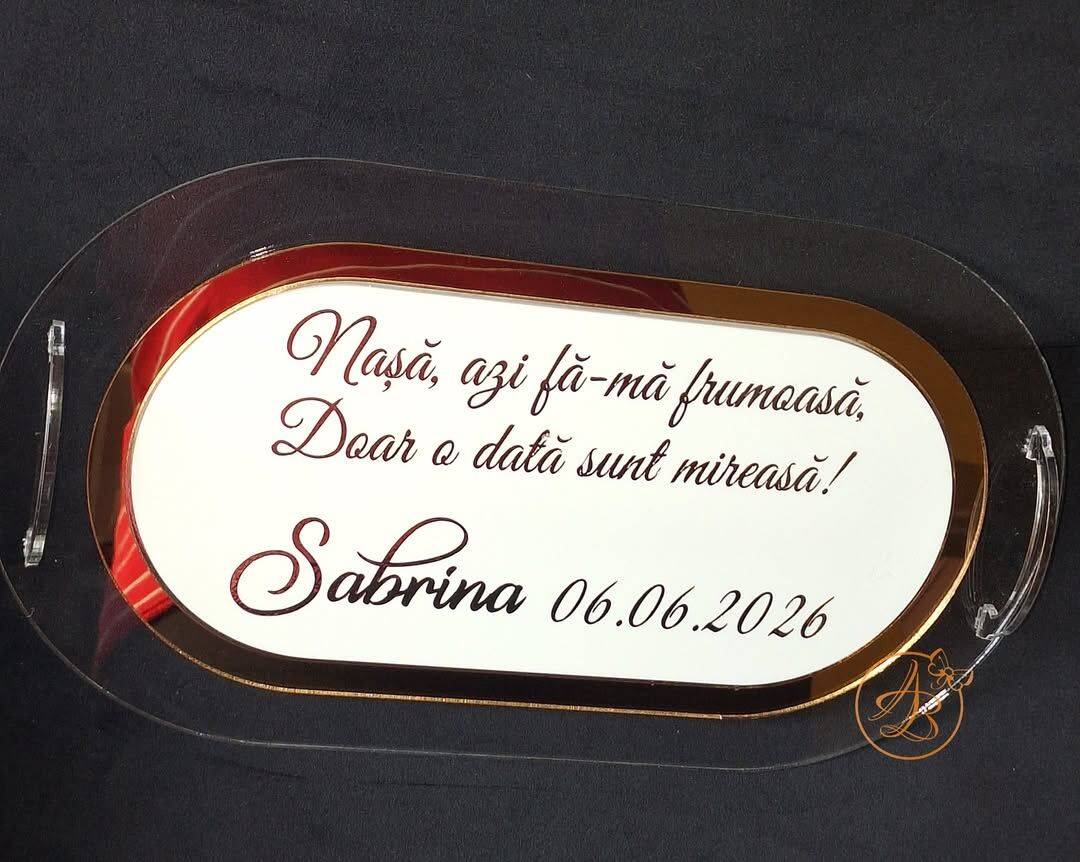 Nașă, azi fă-mă frumoasă,
Doar o dată sunt mireasă!
Sabrina 06.06.2026